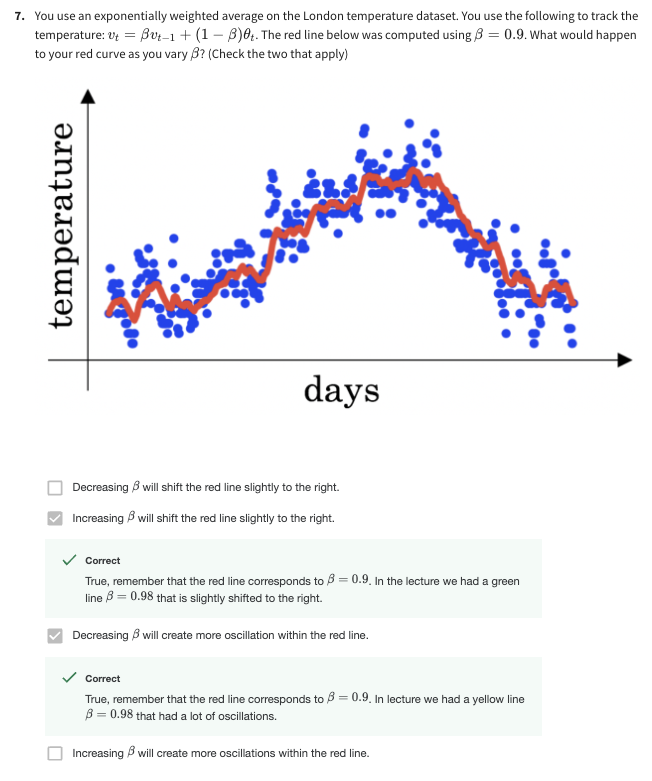 7. You use an exponentially weighted average on the London temperature dataset. You use the following to track the
temperature: vₜ = βvₜ₋₁ + (1 − β)θₜ. The red line below was computed using β = 0.9. What would happen
to your red curve as you vary β? (Check the two that apply)
temperature
days
Decreasing β will shift the red line slightly to the right.
Increasing β will shift the red line slightly to the right.
Correct
True, remember that the red line corresponds to β = 0.9. In the lecture we had a green
line β = 0.98 that is slightly shifted to the right.
Decreasing β will create more oscillation within the red line.
Correct
True, remember that the red line corresponds to β = 0.9. In lecture we had a yellow line
β = 0.98 that had a lot of oscillations.
Increasing β will create more oscillations within the red line.